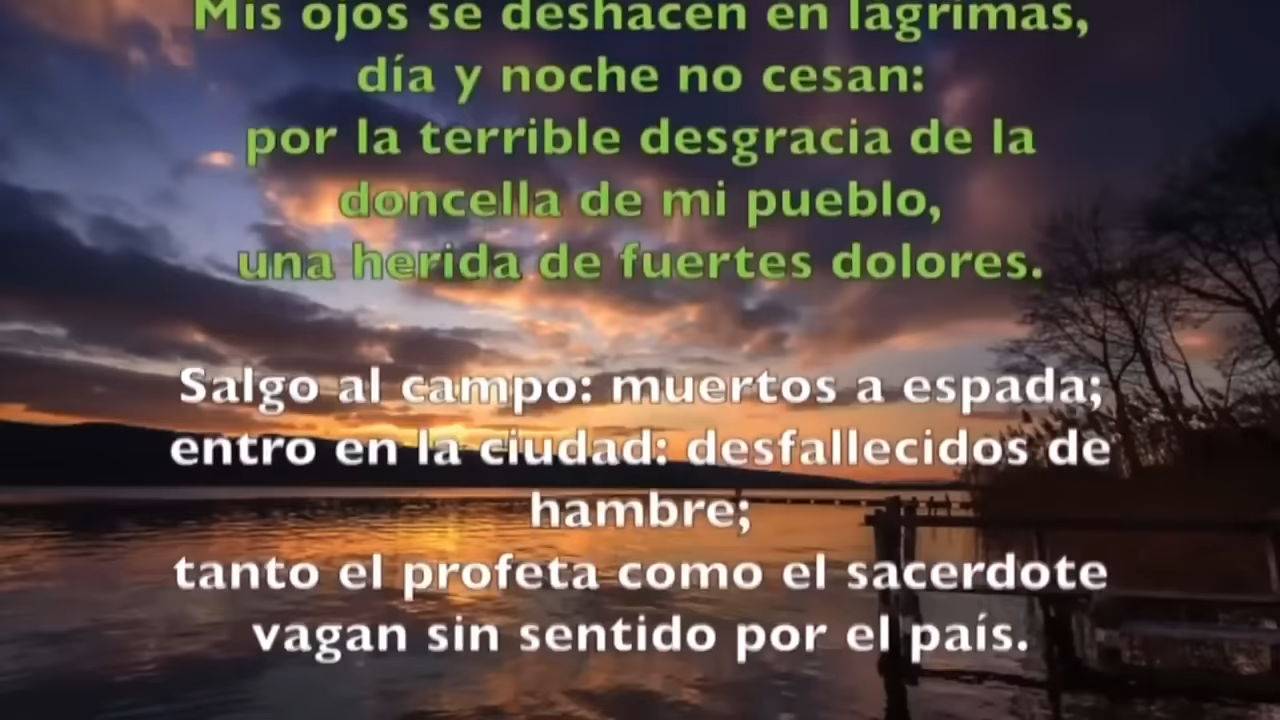 Mis ojos se deshacen en lágrimas,
día y noche no cesan:
por la terrible desgracia de la
doncella de mi pueblo,
una herida de fuertes dolores.
Salgo al campo: muertos a espada;
entro en la ciudad: desfallecidos de
hambre;
tanto el profeta como el sacerdote
vagan sin sentido por el país.